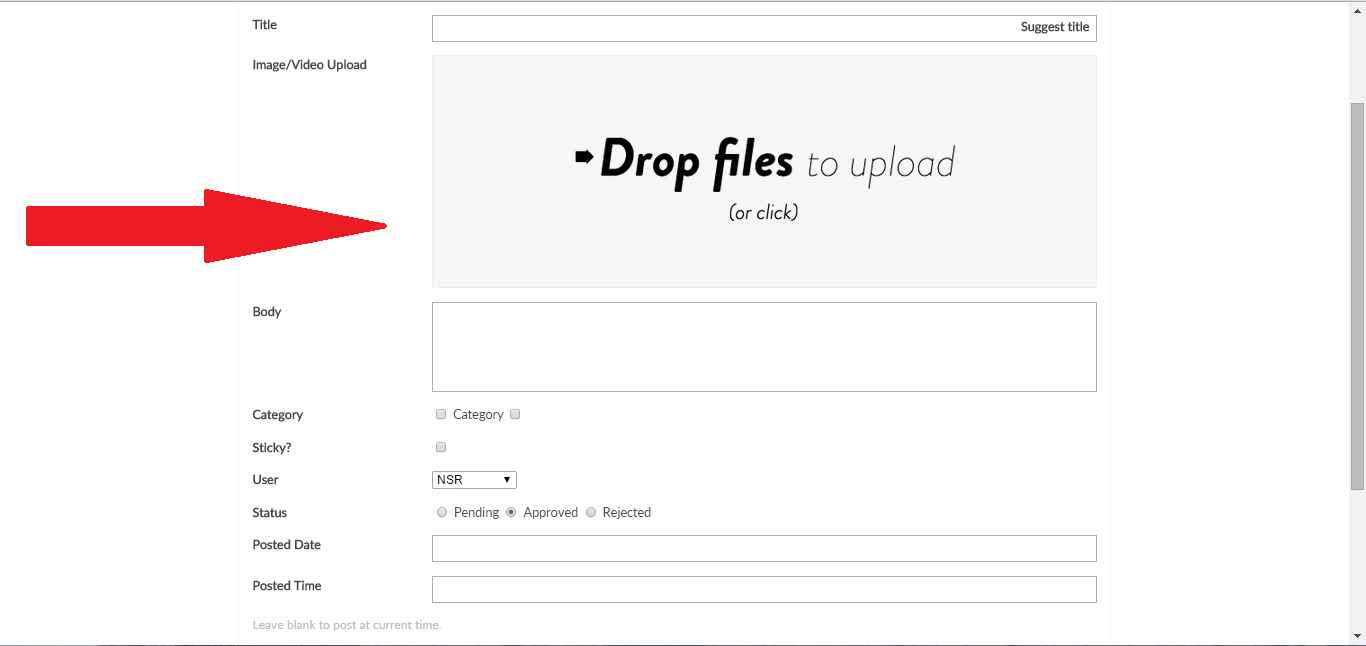 Title Suggest title
Image/Video Upload
Drop files to upload
(or click)
Body
Category Category
Sticky?
User NSR
Status Pending Approved Rejected
Posted Date
Posted Time
Leave blank to post at current time.